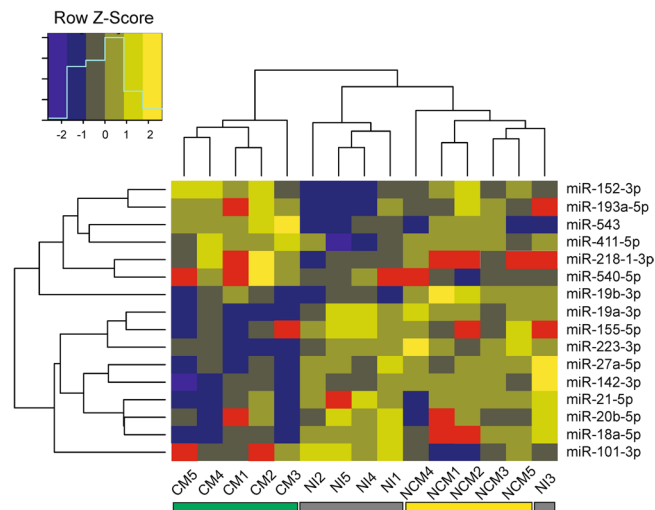 Row Z-Score
-2 -1 0 1 2
miR-152-3p
miR-193a-5p
miR-543
miR-411-5p
miR-218-1-3p
miR-540-5p
miR-19b-3p
miR-19a-3p
miR-155-5p
miR-223-3p
miR-27a-5p
miR-142-3p
miR-21-5p
miR-20b-5p
miR-18a-5p
miR-101-3p
CM5 CM4 CM1 CM2 CM3 NI2 NI5 NI4 NI1 NCM4 NCM1 NCM2 NCM3 NCM5 NI3